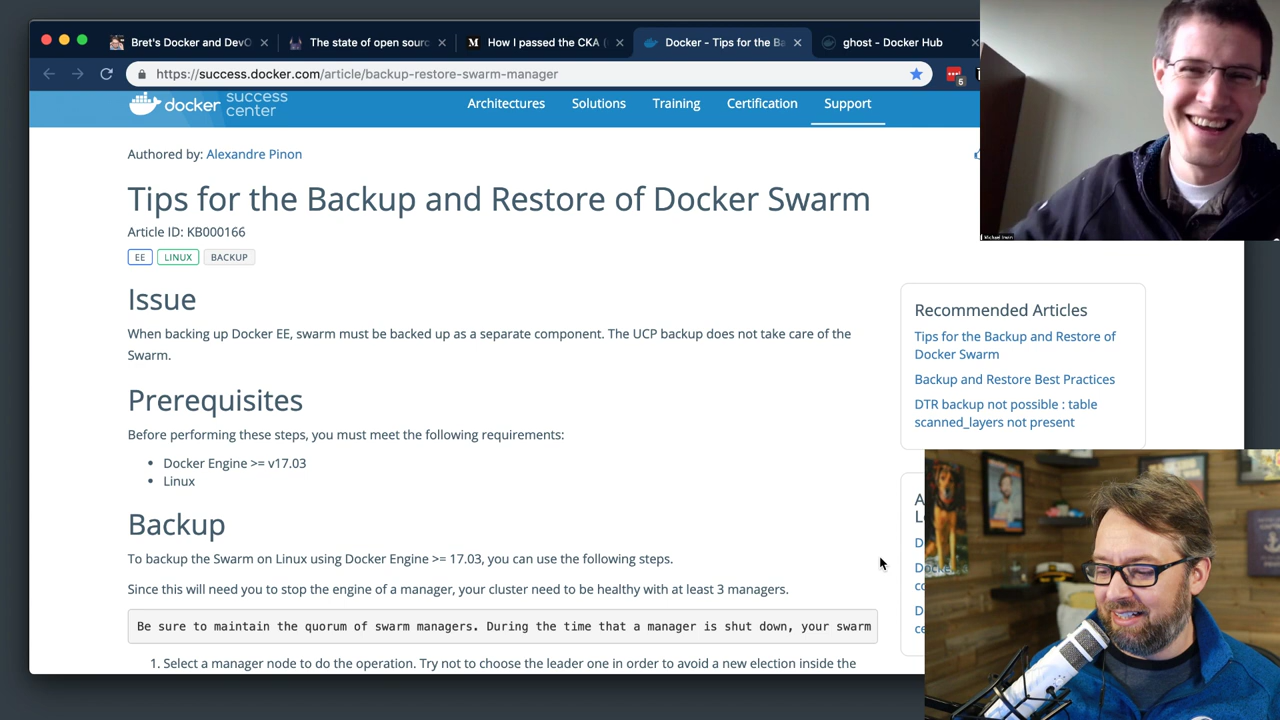 Bret's Docker and DevO
The state of open sourc
How I passed the CKA (
Docker - Tips for the Ba
ghost - Docker Hub
https://success.docker.com/article/backup-restore-swarm-manager
6
docker success center
Architectures
Solutions
Training
Certification
Support
Authored by: Alexandre Pinon
Tips for the Backup and Restore of Docker Swarm
Article ID: KB000166
EE
LINUX
BACKUP
Issue
When backing up Docker EE, swarm must be backed up as a separate component. The UCP backup does not take care of the
Swarm.
Prerequisites
Before performing these steps, you must meet the following requirements:
• Docker Engine >= v17.03
• Linux
Backup
To backup the Swarm on Linux using Docker Engine >= 17.03, you can use the following steps.
Since this will need you to stop the engine of a manager, your cluster need to be healthy with at least 3 managers.
Be sure to maintain the quorum of swarm managers. During the time that a manager is shut down, your swarm
1. Select a manager node to do the operation. Try not to choose the leader one in order to avoid a new election inside the
Recommended Articles
Tips for the Backup and Restore of
Docker Swarm
Backup and Restore Best Practices
DTR backup not possible : table
scanned_layers not present